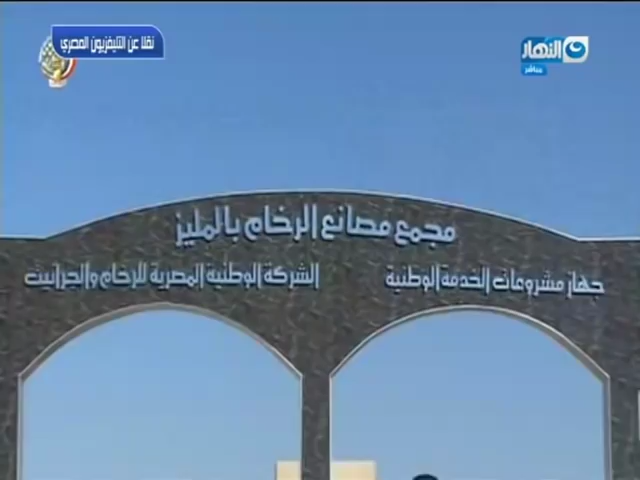 نقلا عن التليفزيون المصري
النهار
مباشر
مجمع مصانع الرخام بالمليز
جهاز مشروعات الخدمة الوطنية
الشركة الوطنية المصرية للرخام والجرانيت